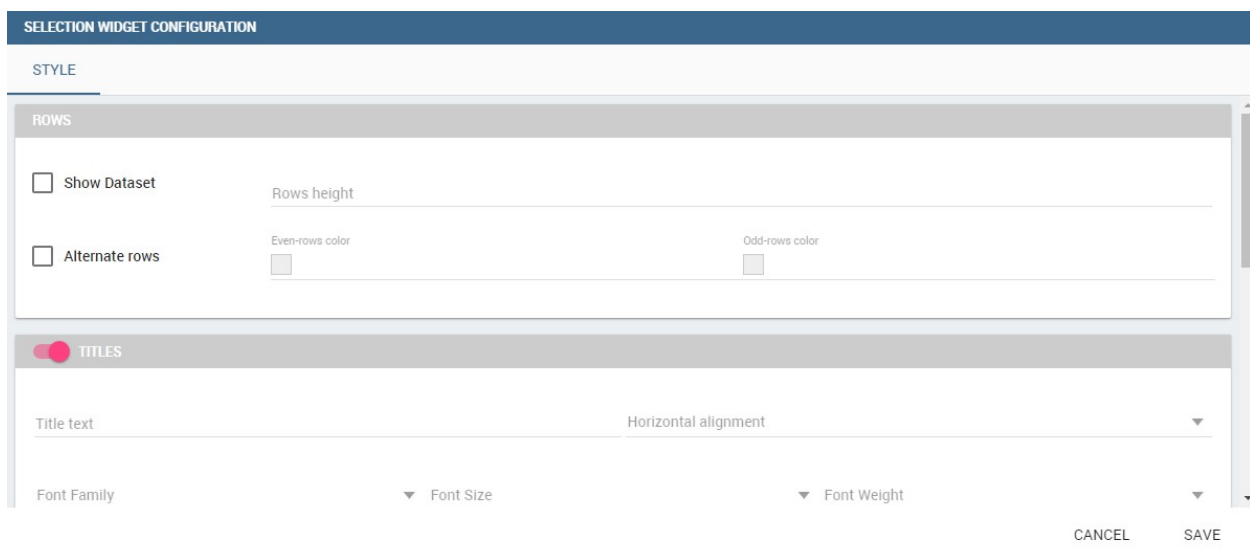 SELECTION WIDGET CONFIGURATION
STYLE
ROWS
Show Dataset
Rows height
Alternate rows
Even-rows color
Odd-rows color
TITLES
Title text
Horizontal alignment
Font Family
Font Size
Font Weight
CANCEL
SAVE